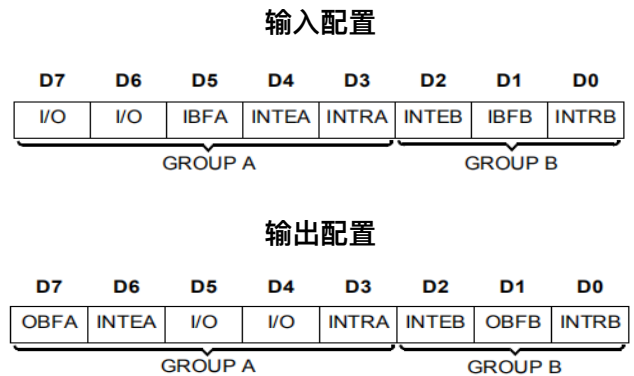 输入配置
D7 D6 D5 D4 D3 D2 D1 D0
I/O I/O IBFA INTEA INTRA INTEB IBFB INTRB
GROUP A GROUP B
输出配置
D7 D6 D5 D4 D3 D2 D1 D0
OBFA INTEA I/O I/O INTRA INTEB OBFB INTRB
GROUP A GROUP B